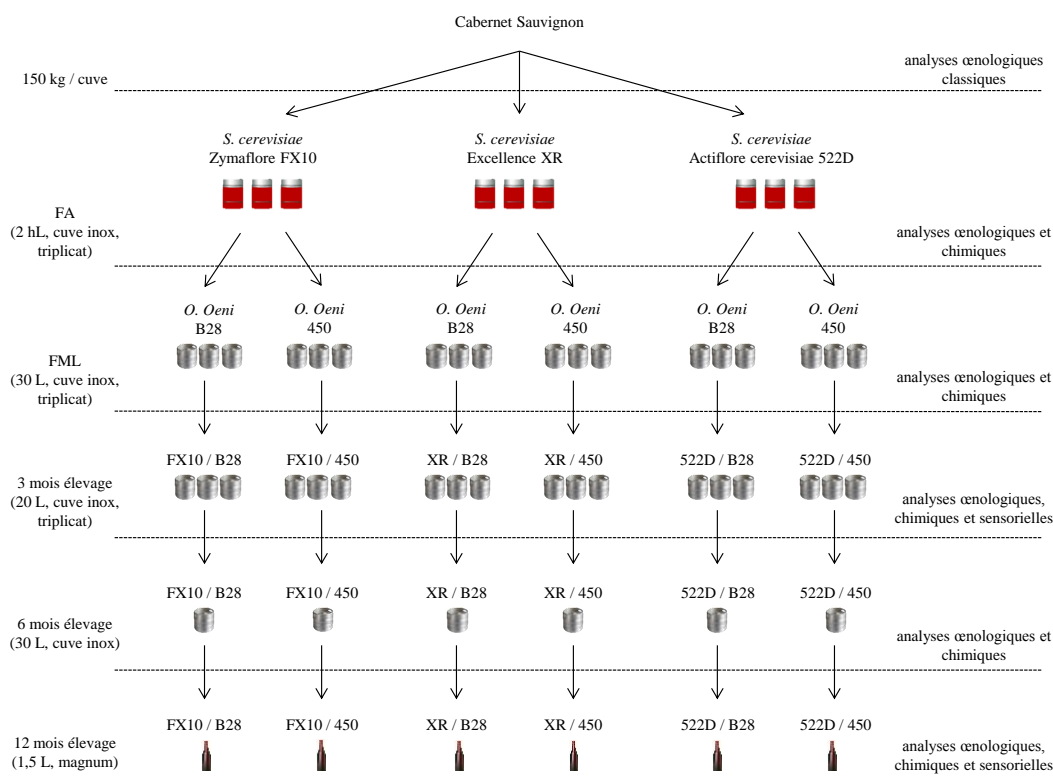 Cabernet Sauvignon
150 kg / cuve
analyses œnologiques
classiques
S. cerevisiae
Zymaflore FX10
S. cerevisiae
Excellence XR
S. cerevisiae
Actiflore cerevisiae 522D
FA
(2 hL, cuve inox,
triplicat)
analyses œnologiques et
chimiques
O. Oeni
B28
O. Oeni
450
O. Oeni
B28
O. Oeni
450
O. Oeni
B28
O. Oeni
450
FML
(30 L, cuve inox,
triplicat)
analyses œnologiques et
chimiques
FX10 / B28
FX10 / 450
XR / B28
XR / 450
522D / B28
522D / 450
3 mois élevage
(20 L, cuve inox,
triplicat)
analyses œnologiques,
chimiques et sensorielles
FX10 / B28
FX10 / 450
XR / B28
XR / 450
522D / B28
522D / 450
6 mois élevage
(30 L, cuve inox)
analyses œnologiques et
chimiques
FX10 / B28
FX10 / 450
XR / B28
XR / 450
522D / B28
522D / 450
12 mois élevage
(1,5 L, magnum)
analyses œnologiques,
chimiques et sensorielles